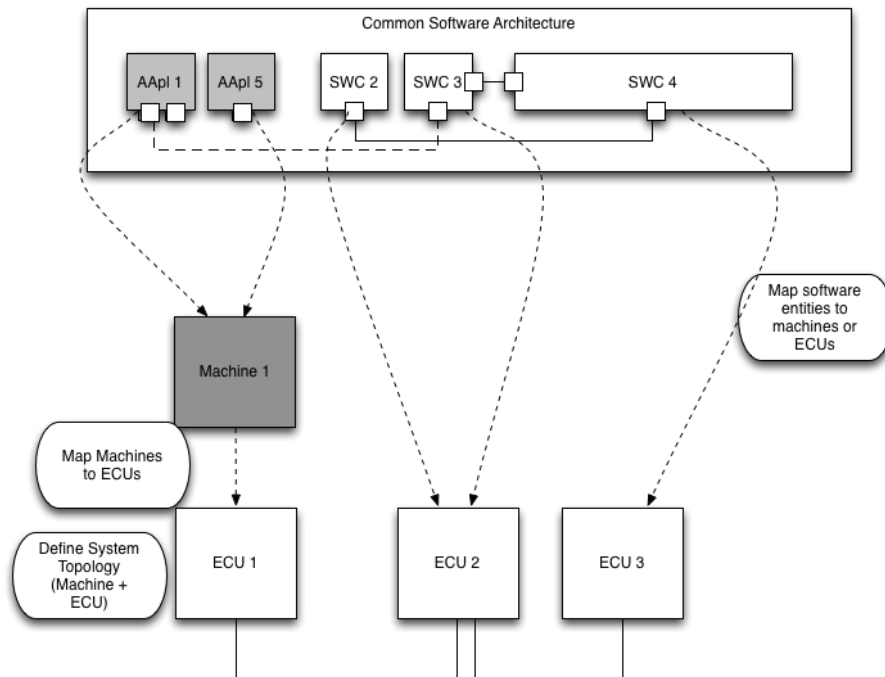 Common Software Architecture
AApl 1
AApl 5
SWC 2
SWC 3
SWC 4
Map software
entities to
machines or
ECUs
Machine 1
Map Machines
to ECUs
Define System
Topology
(Machine +
ECU)
ECU 1
ECU 2
ECU 3